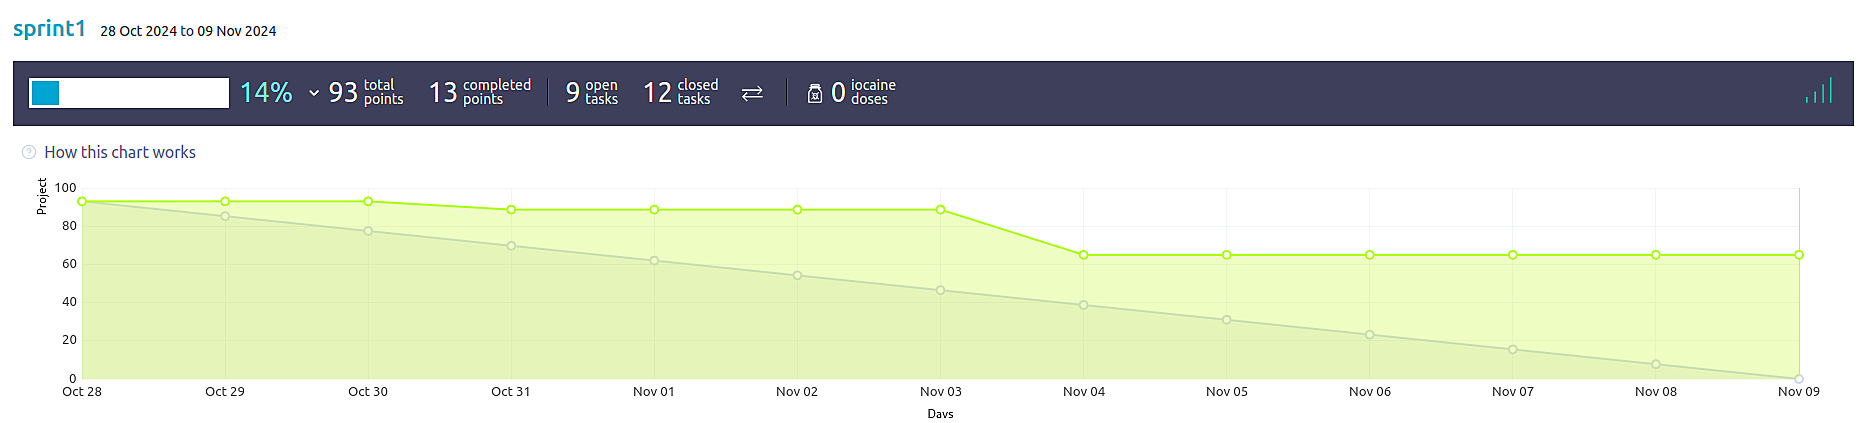 sprint1 28 Oct 2024 to 09 Nov 2024
14% 93 total points 13 completed points 9 open tasks 12 closed tasks 0 iocaine doses
? How this chart works
Project
100
80
60
40
20
0
Oct 28 Oct 29 Oct 30 Oct 31 Nov 01 Nov 02 Nov 03 Nov 04 Nov 05 Nov 06 Nov 07 Nov 08 Nov 09
Days